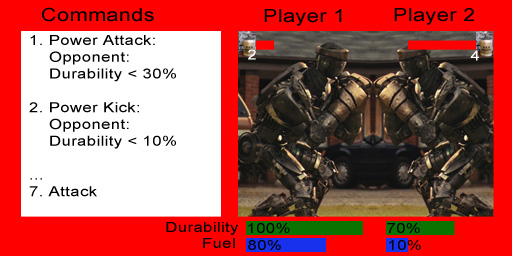 Commands
Player 1
Player 2
1. Power Attack:
Opponent:
Durability < 30%
2. Power Kick:
Opponent:
Durability < 10%
...
7. Attack
2
4
Durability 100% 70%
Fuel 80% 10%